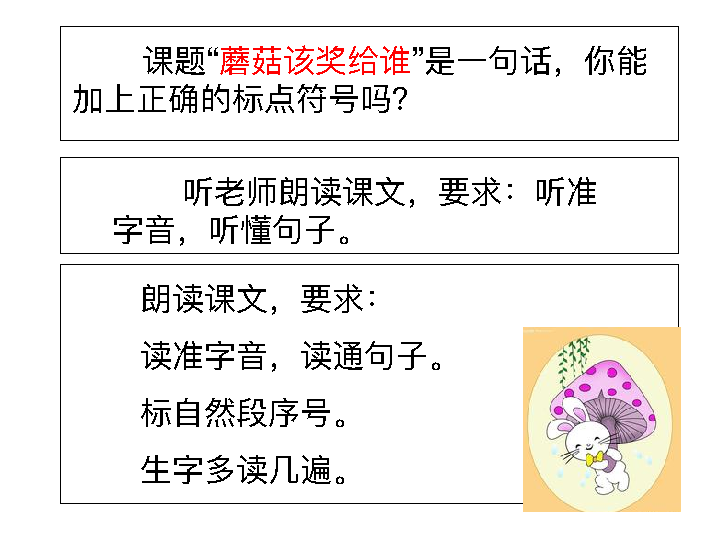 课题“蘑菇该奖给谁”是一句话，你能
加上正确的标点符号吗？
听老师朗读课文，要求：听准
字音，听懂句子。
朗读课文，要求：
读准字音，读通句子。
标自然段序号。
生字多读几遍。